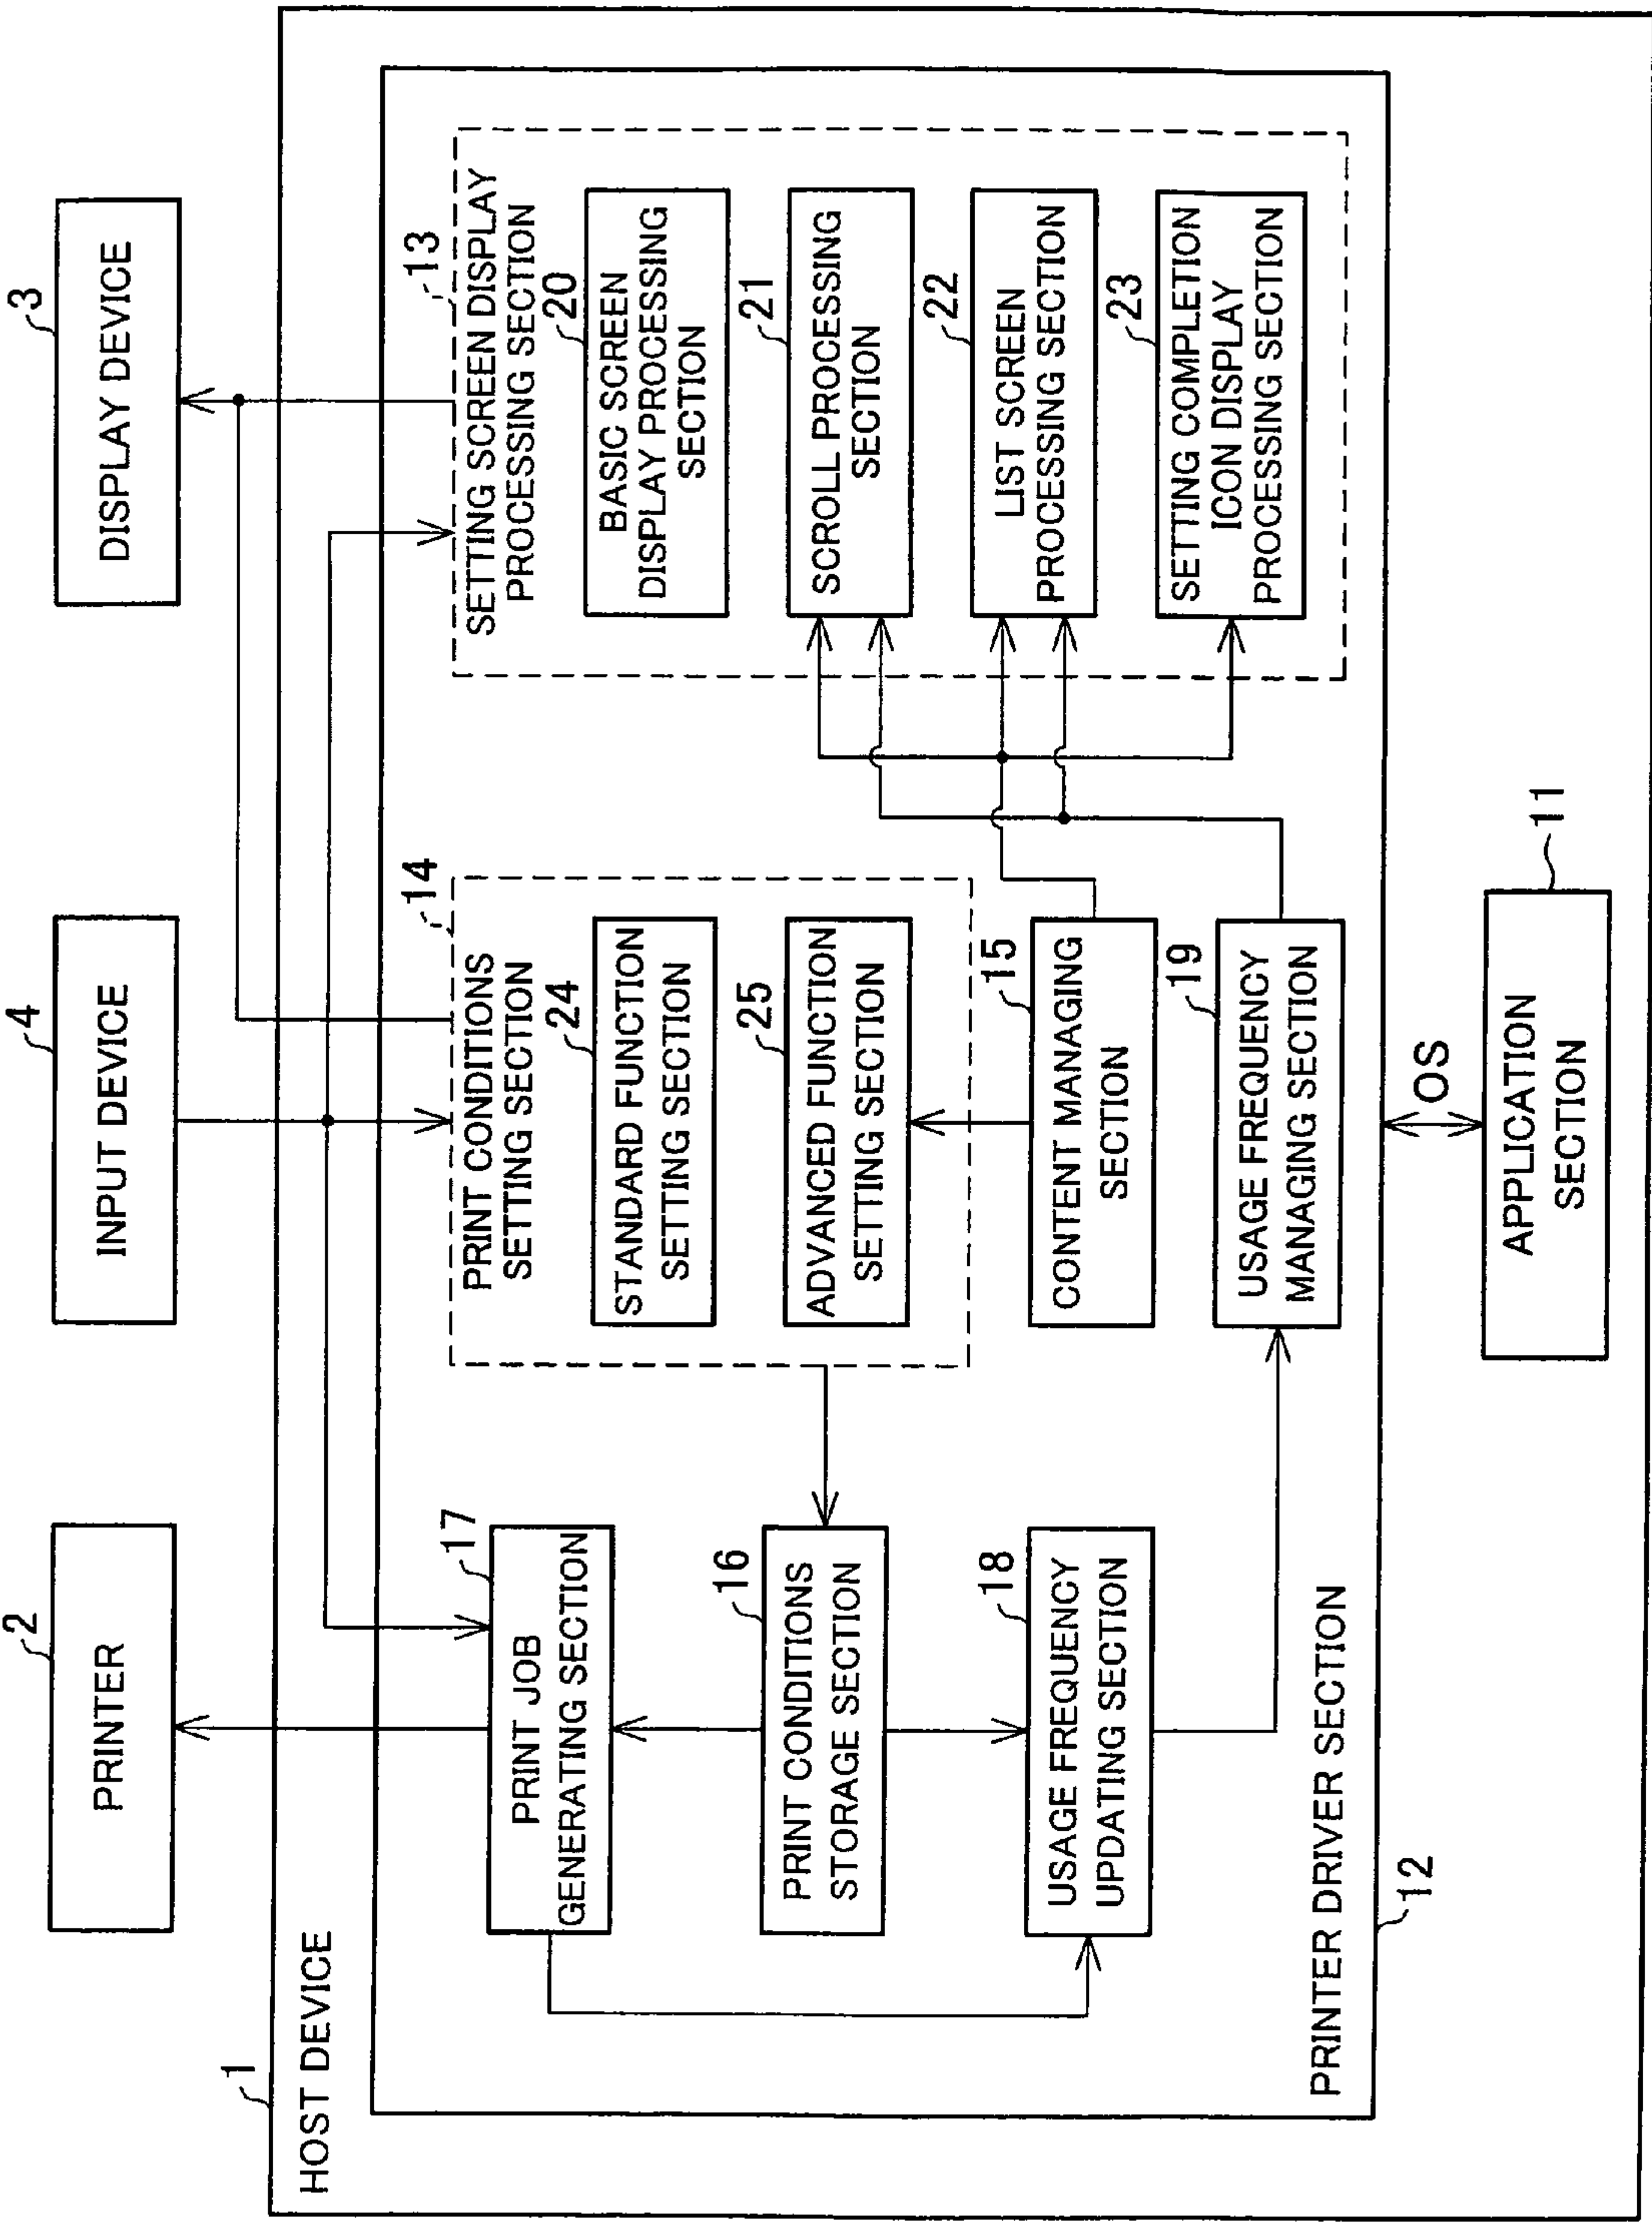 2
PRINTER
4
INPUT DEVICE
3
DISPLAY DEVICE
1
HOST DEVICE
17
PRINT JOB
GENERATING SECTION
16
PRINT CONDITIONS
STORAGE SECTION
18
USAGE FREQUENCY
UPDATING SECTION
14
PRINT CONDITIONS
SETTING SECTION
24
STANDARD FUNCTION
SETTING SECTION
25
ADVANCED FUNCTION
SETTING SECTION
15
CONTENT MANAGING
SECTION
19
USAGE FREQUENCY
MANAGING SECTION
13
SETTING SCREEN DISPLAY
PROCESSING SECTION
20
BASIC SCREEN
DISPLAY PROCESSING
SECTION
21
SCROLL PROCESSING
SECTION
22
LIST SCREEN
PROCESSING SECTION
23
SETTING COMPLETION
ICON DISPLAY
PROCESSING SECTION
PRINTER DRIVER SECTION
12
OS
APPLICATION
SECTION
11